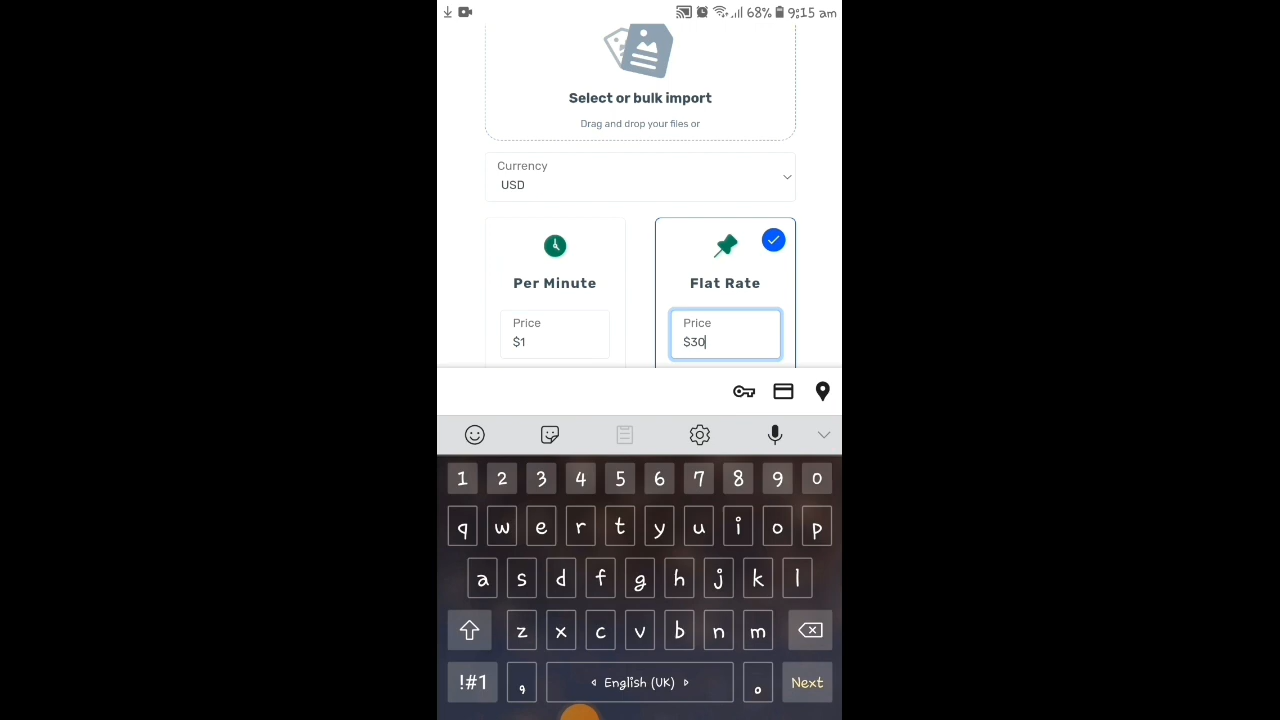 68% 9:15 am
Select or bulk import
Drag and drop your files or
Currency
USD
Per Minute
Flat Rate
Price
$1
Price
$30
1 2 3 4 5 6 7 8 9 0
q w e r t y u i o p
a s d f g h j k l
z x c v b n m
!#1 , English (UK) . Next